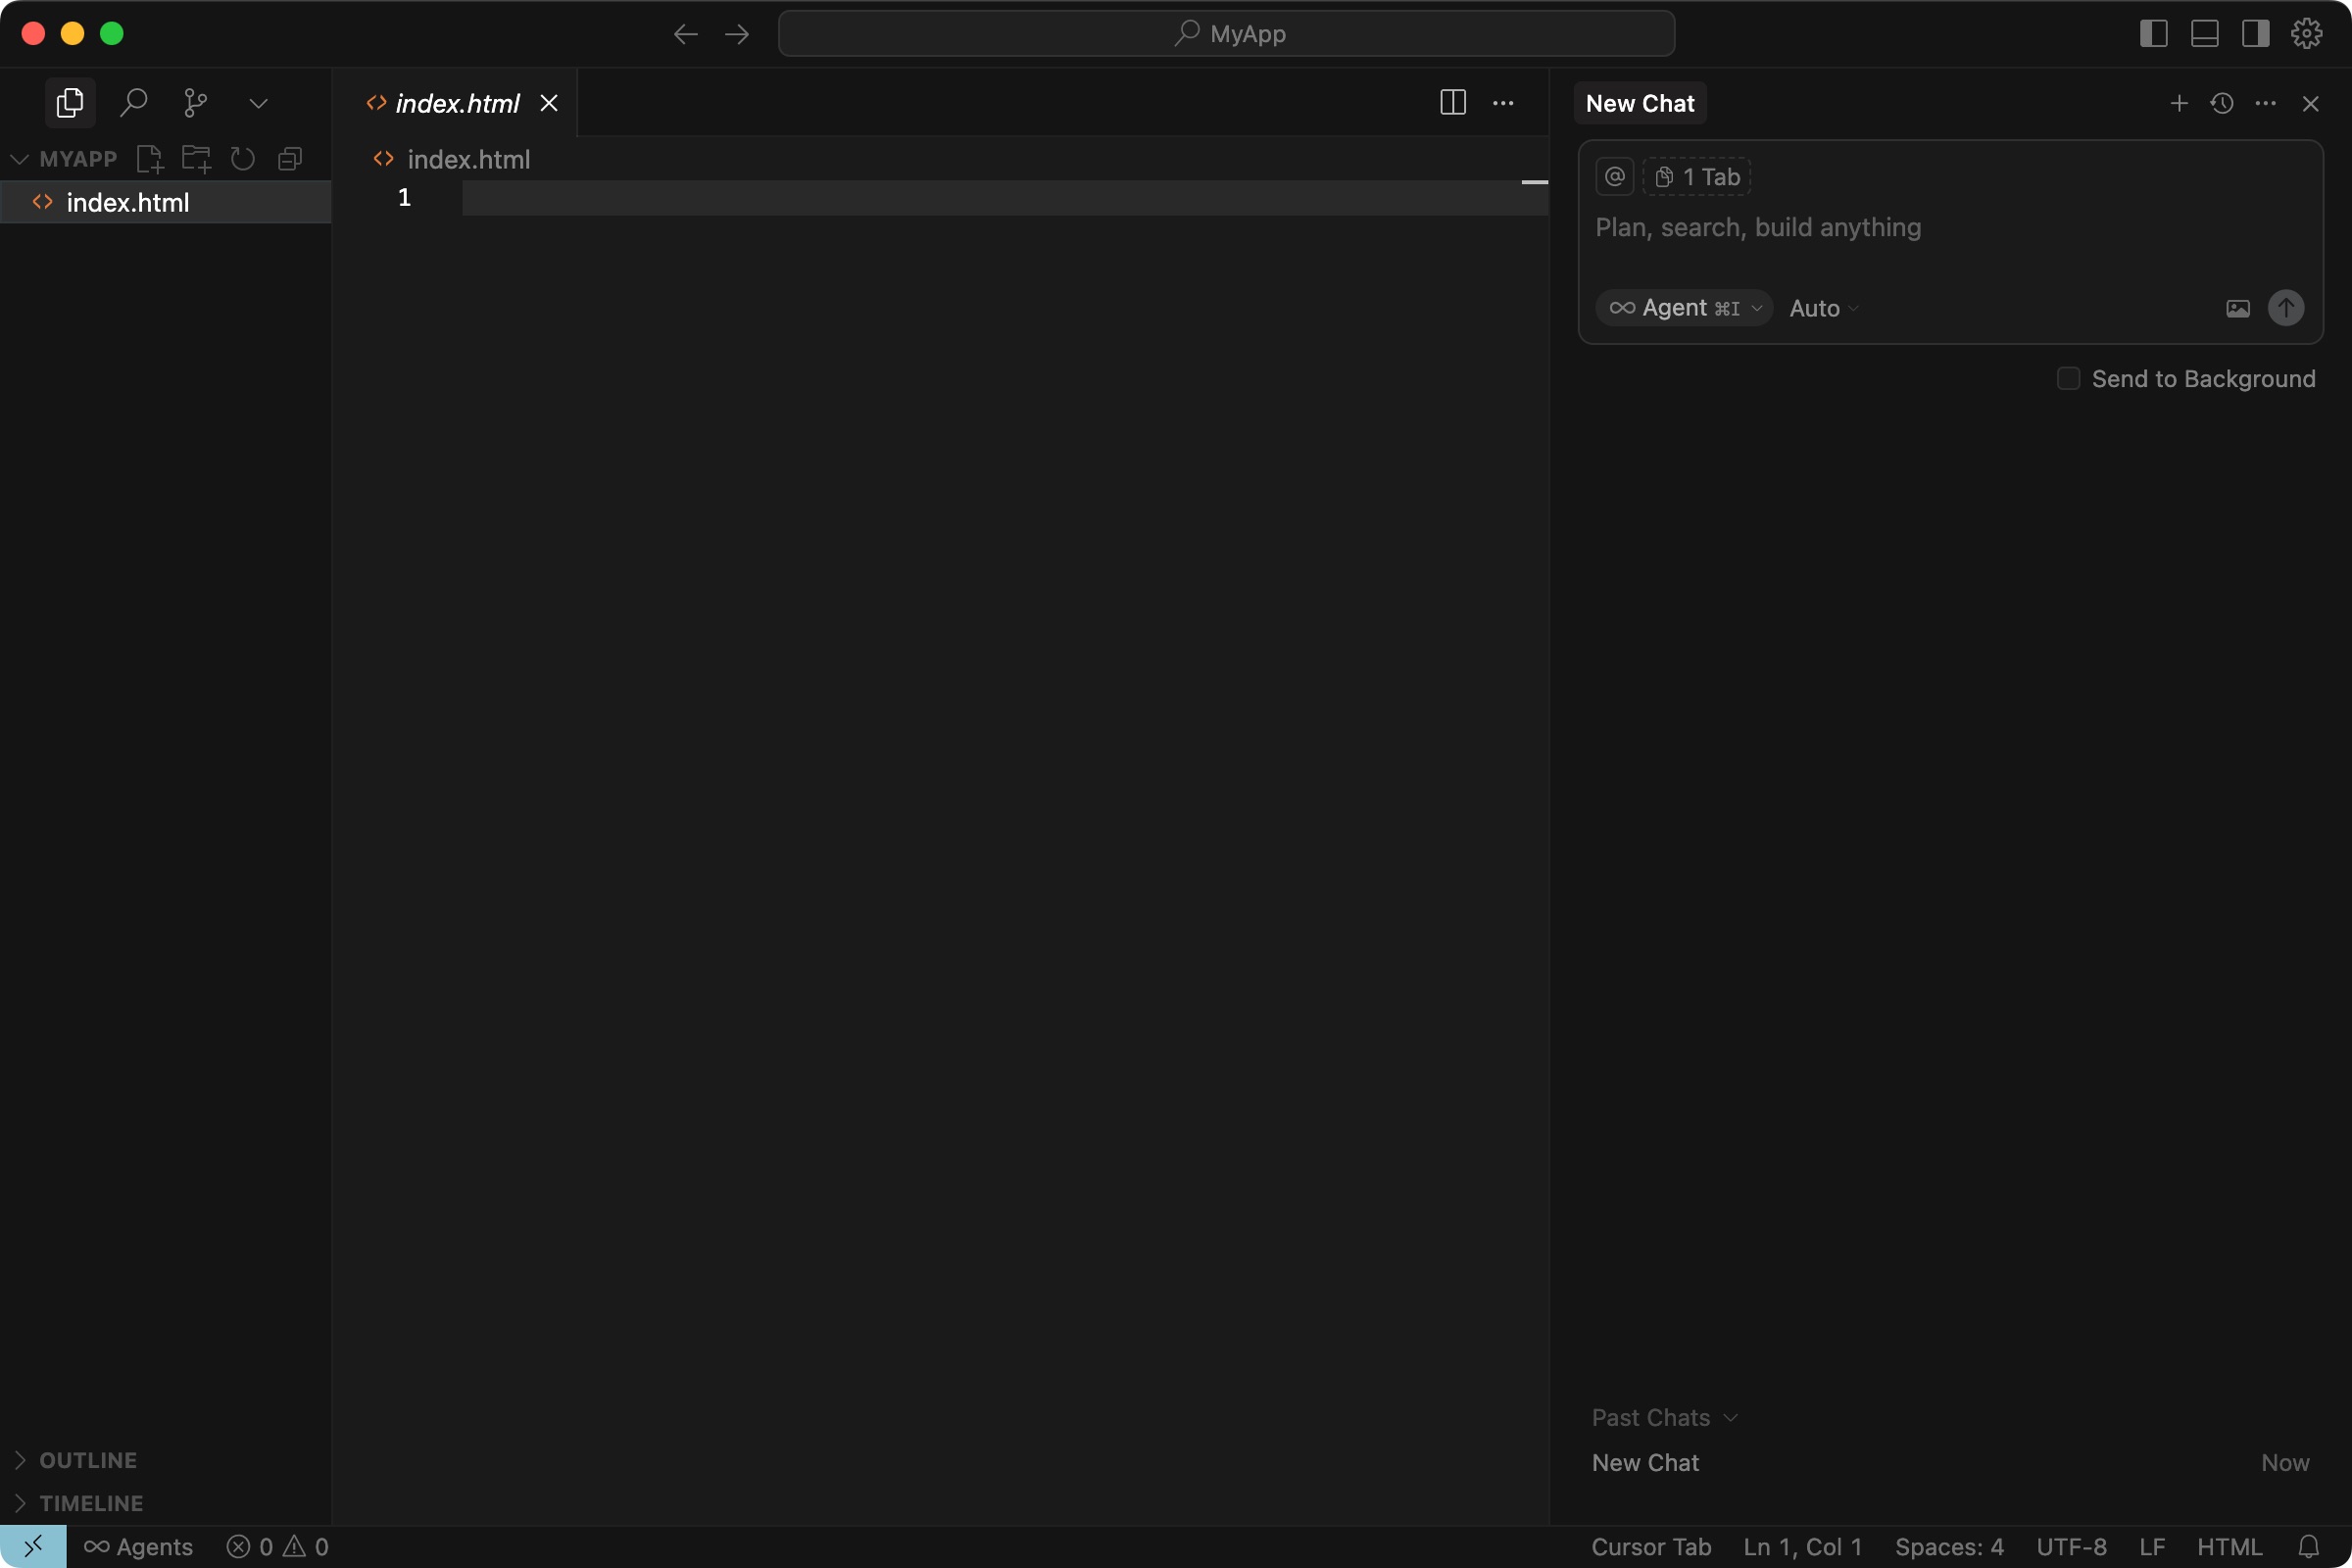 MyApp
MYAPP
index.html
OUTLINE
TIMELINE
index.html
index.html
1
New Chat
@ 1 Tab
Plan, search, build anything
Agent ⌘I Auto
Send to Background
Past Chats
New Chat Now
Agents 0 0 Cursor Tab Ln 1, Col 1 Spaces: 4 UTF-8 LF HTML